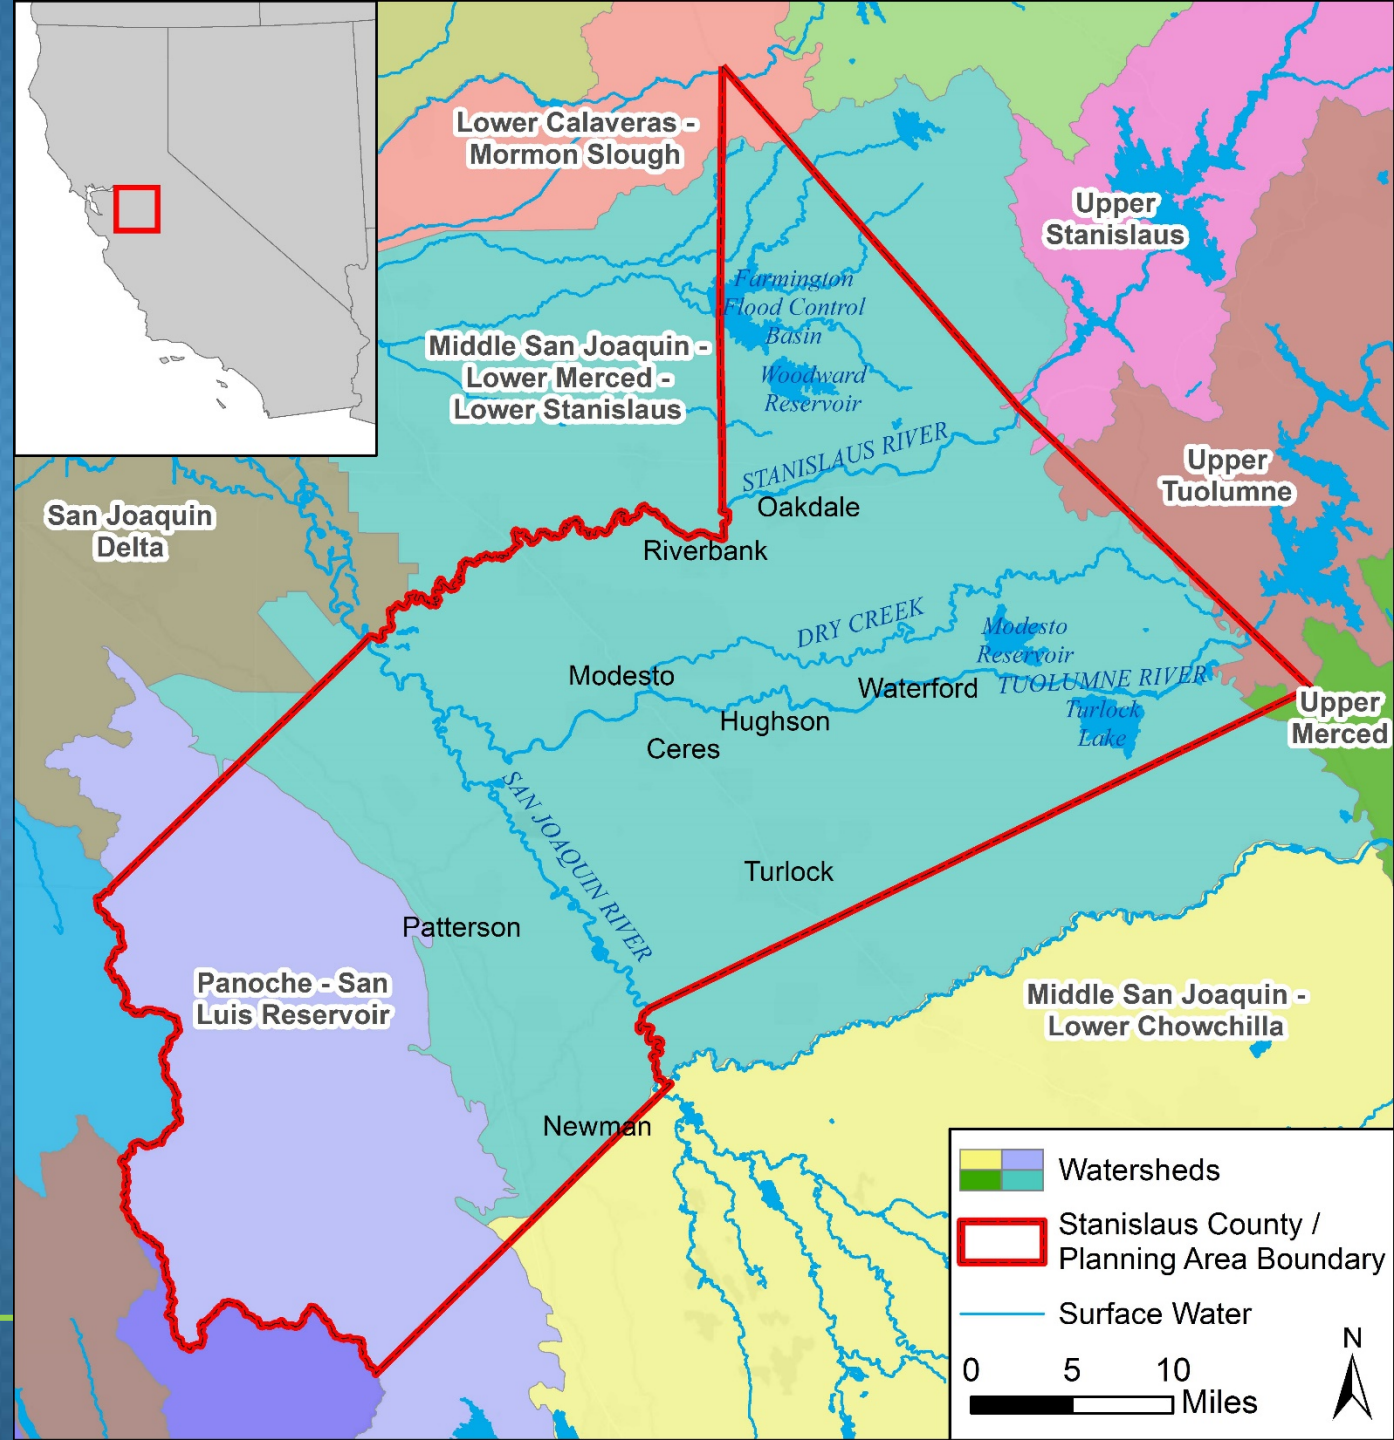 Lower Calaveras -
Mormon Slough
Upper
Stanislaus
Farmington
Flood Control
Basin
Middle San Joaquin -
Lower Merced -
Lower Stanislaus
Woodward
Reservoir
STANISLAUS RIVER
Upper
Tuolumne
San Joaquin
Delta
Oakdale
Riverbank
DRY CREEK
Modesto
Reservoir
Modesto
Waterford
TUOLUMNE RIVER
Hughson
Turlock
Lake
Upper
Merced
Ceres
SAN JOAQUIN RIVER
Turlock
Patterson
Panoche - San
Luis Reservoir
Middle San Joaquin -
Lower Chowchilla
Newman
Watersheds
Stanislaus County /
Planning Area Boundary
Surface Water
N
0 5 10
Miles